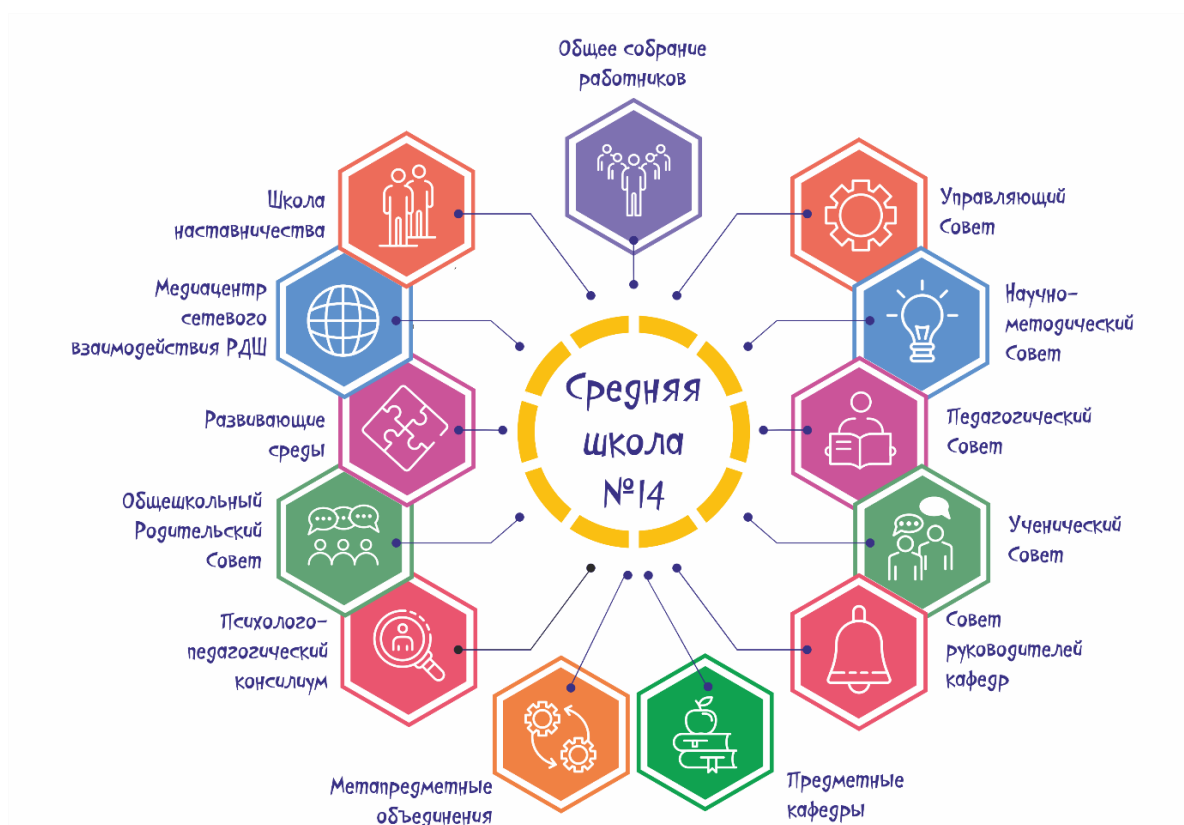 Общее собрание
работников
Школа
наставничества
Управляющий
Совет
Медиацентр
сетевого
взаимодействия РДШ
Научно-
методический
Совет
Средняя
школа
№14
Развивающие
среды
Педагогический
Совет
Общешкольный
Родительский
Совет
Ученический
Совет
Психолого-
педагогический
консилиум
Совет
руководителей
кафедр
Метапредметные
объединения
Предметные
кафедры